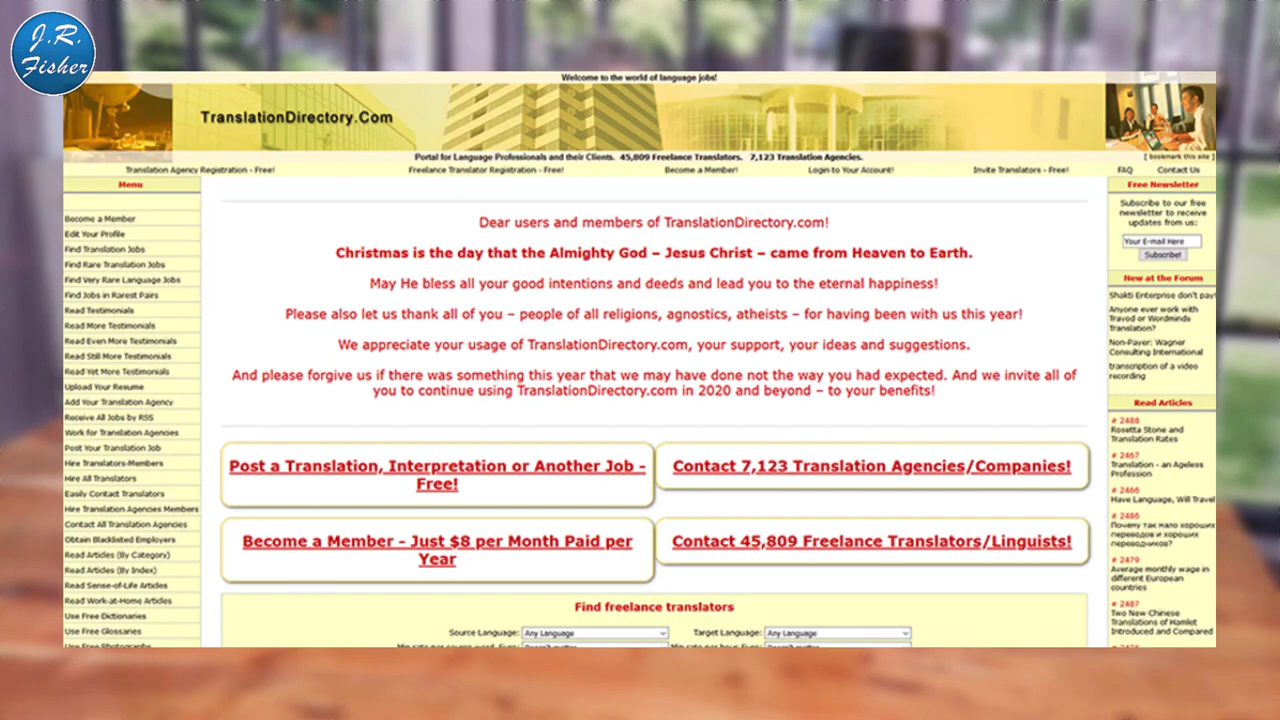 J.R.
Fisher
Welcome to the world of language jobs!
TranslationDirectory.Com
Portal for Language Professionals and their Clients. 45,809 Freelance Translators. 7,123 Translation Agencies.
[ bookmark this site ]
Translation Agency Registration - Free!
Freelance Translator Registration - Free!
Become a Member!
Login to Your Account!
Invite Translators - Free!
FAQ
Contact Us
Menu
Become a Member
Edit Your Profile
Find Translation Jobs
Find Rare Translation Jobs
Find Very Rare Language Jobs
Find Jobs in Rarest Pairs
Read Testimonials
Read More Testimonials
Read Even More Testimonials
Read Still More Testimonials
Read Yet More Testimonials
Upload Your Resume
Add Your Translation Agency
Receive All Jobs by RSS
Work for Translation Agencies
Post Your Translation Job
Hire Translators-Members
Hire All Translators
Easily Contact Translators
Hire Translation Agencies Members
Contact All Translation Agencies
Obtain Blacklisted Employers
Read Articles (By Category)
Read Articles (By Index)
Read Sense-of-Life Articles
Read Work-at-Home Articles
Use Free Dictionaries
Use Free Glossaries
Dear users and members of TranslationDirectory.com!
Christmas is the day that the Almighty God – Jesus Christ – came from Heaven to Earth.
May He bless all your good intentions and deeds and lead you to the eternal happiness!
Please also let us thank all of you – people of all religions, agnostics, atheists – for having been with us this year!
We appreciate your usage of TranslationDirectory.com, your support, your ideas and suggestions.
And please forgive us if there was something this year that we may have done not the way you had expected. And we invite all of
you to continue using TranslationDirectory.com in 2020 and beyond – to your benefits!
Post a Translation, Interpretation or Another Job -
Free!
Contact 7,123 Translation Agencies/Companies!
Become a Member - Just $8 per Month Paid per
Year
Contact 45,809 Freelance Translators/Linguists!
Find freelance translators
Source Language: Any Language
Target Language: Any Language
Free Newsletter
Subscribe to our free
newsletter to receive
updates from us:
Your E-mail Here
Subscribe!
New at the Forum
Shakti Enterprise don't pay!
Anyone ever work with
Travod or Wordminds
Translation?
Non-Payer: Wagner
Consulting International
transcription of a video
recording
Read Articles
# 2488
Rosetta Stone and
Translation Rates
# 2467
Translation - an Ageless
Profession
# 2466
Have Language, Will Travel
# 2486
Почему так мало хороших
переводов и хороших
переводчиков?
# 2479
Average monthly wage in
different European
countries
# 2487
Two New Chinese
Translations of Hamlet
Introduced and Compared